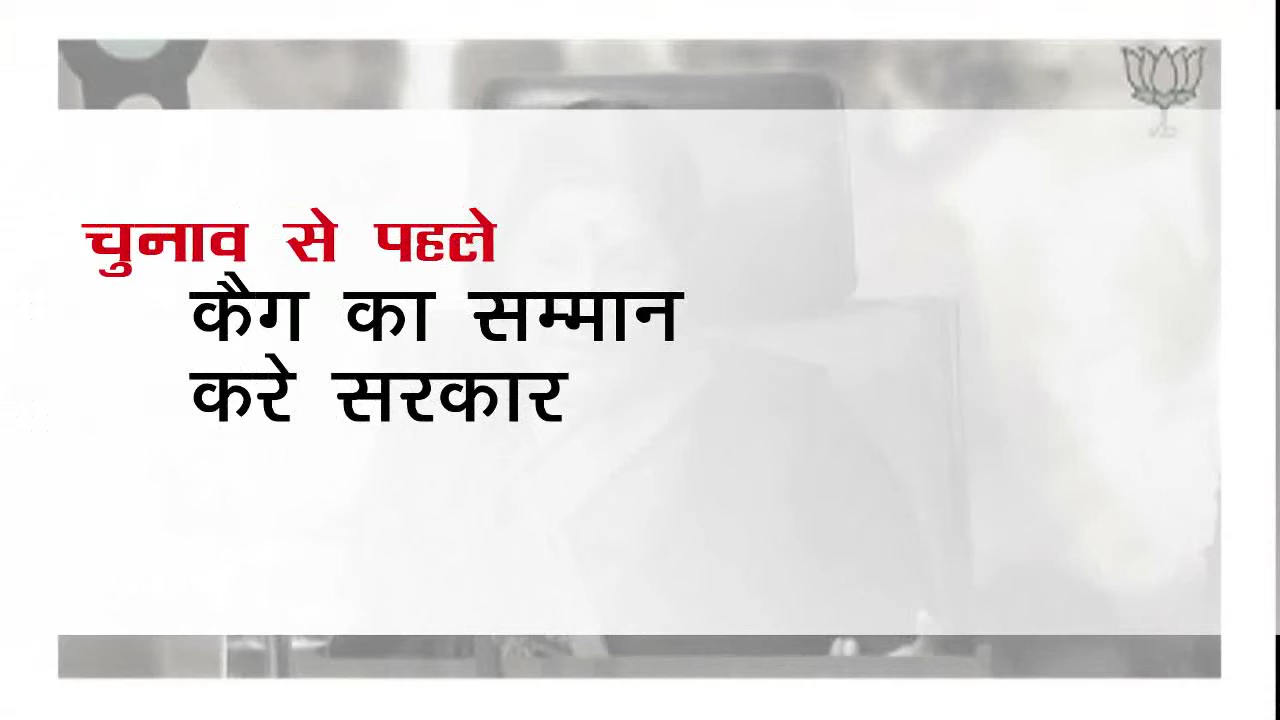 चुनाव से पहले
कैग का सम्मान
करे सरकार